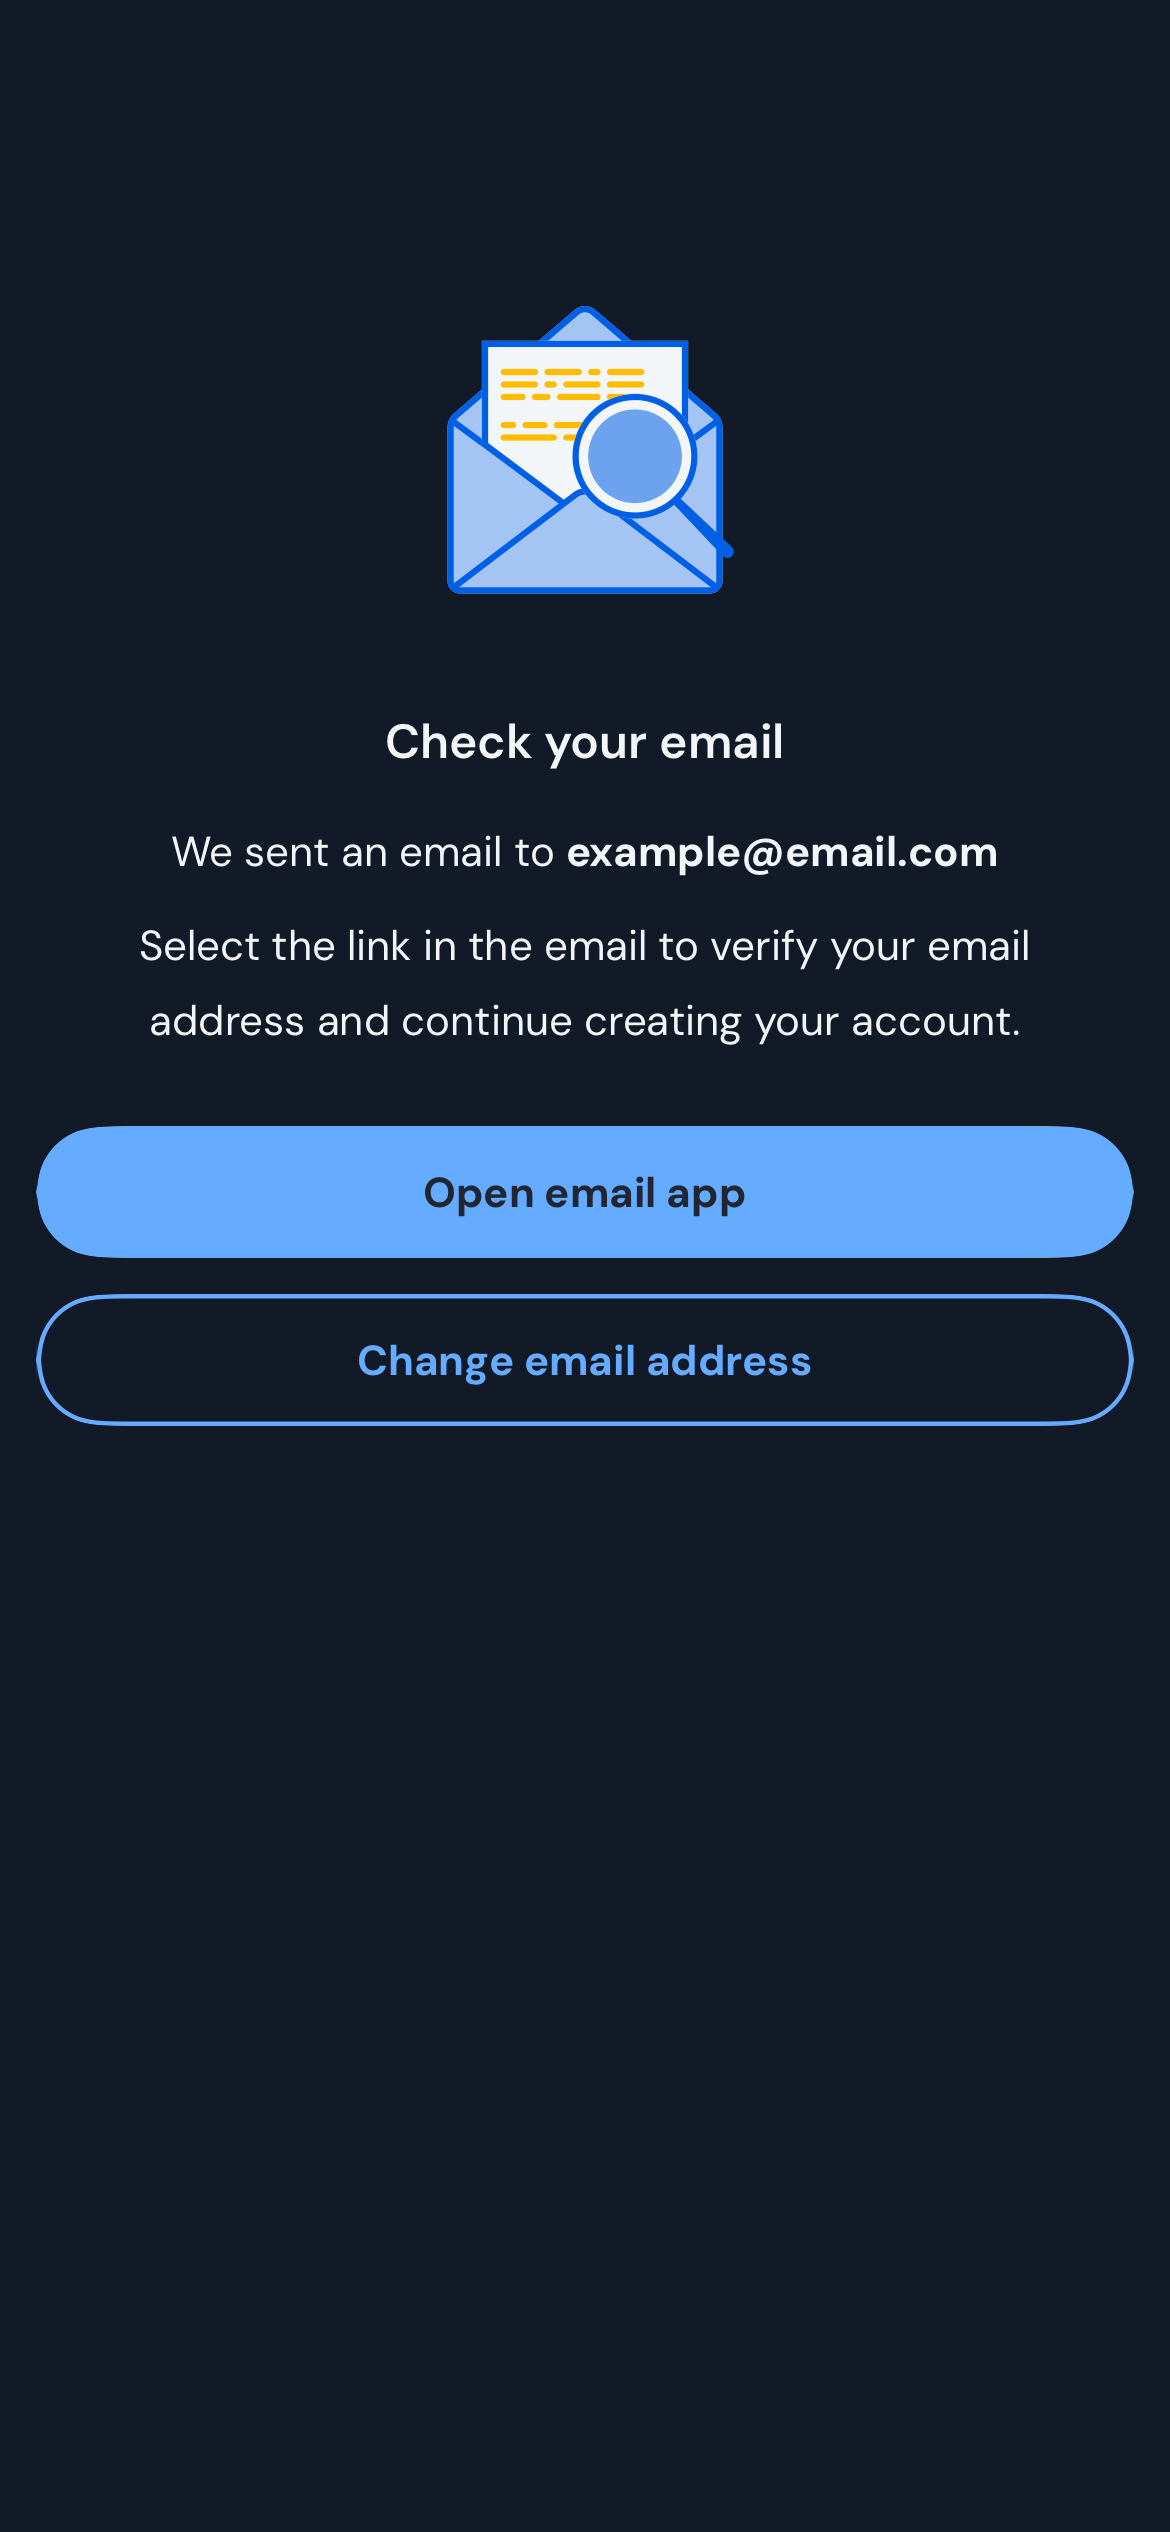 Check your email
We sent an email to example@email.com
Select the link in the email to verify your email
address and continue creating your account.
Open email app
Change email address